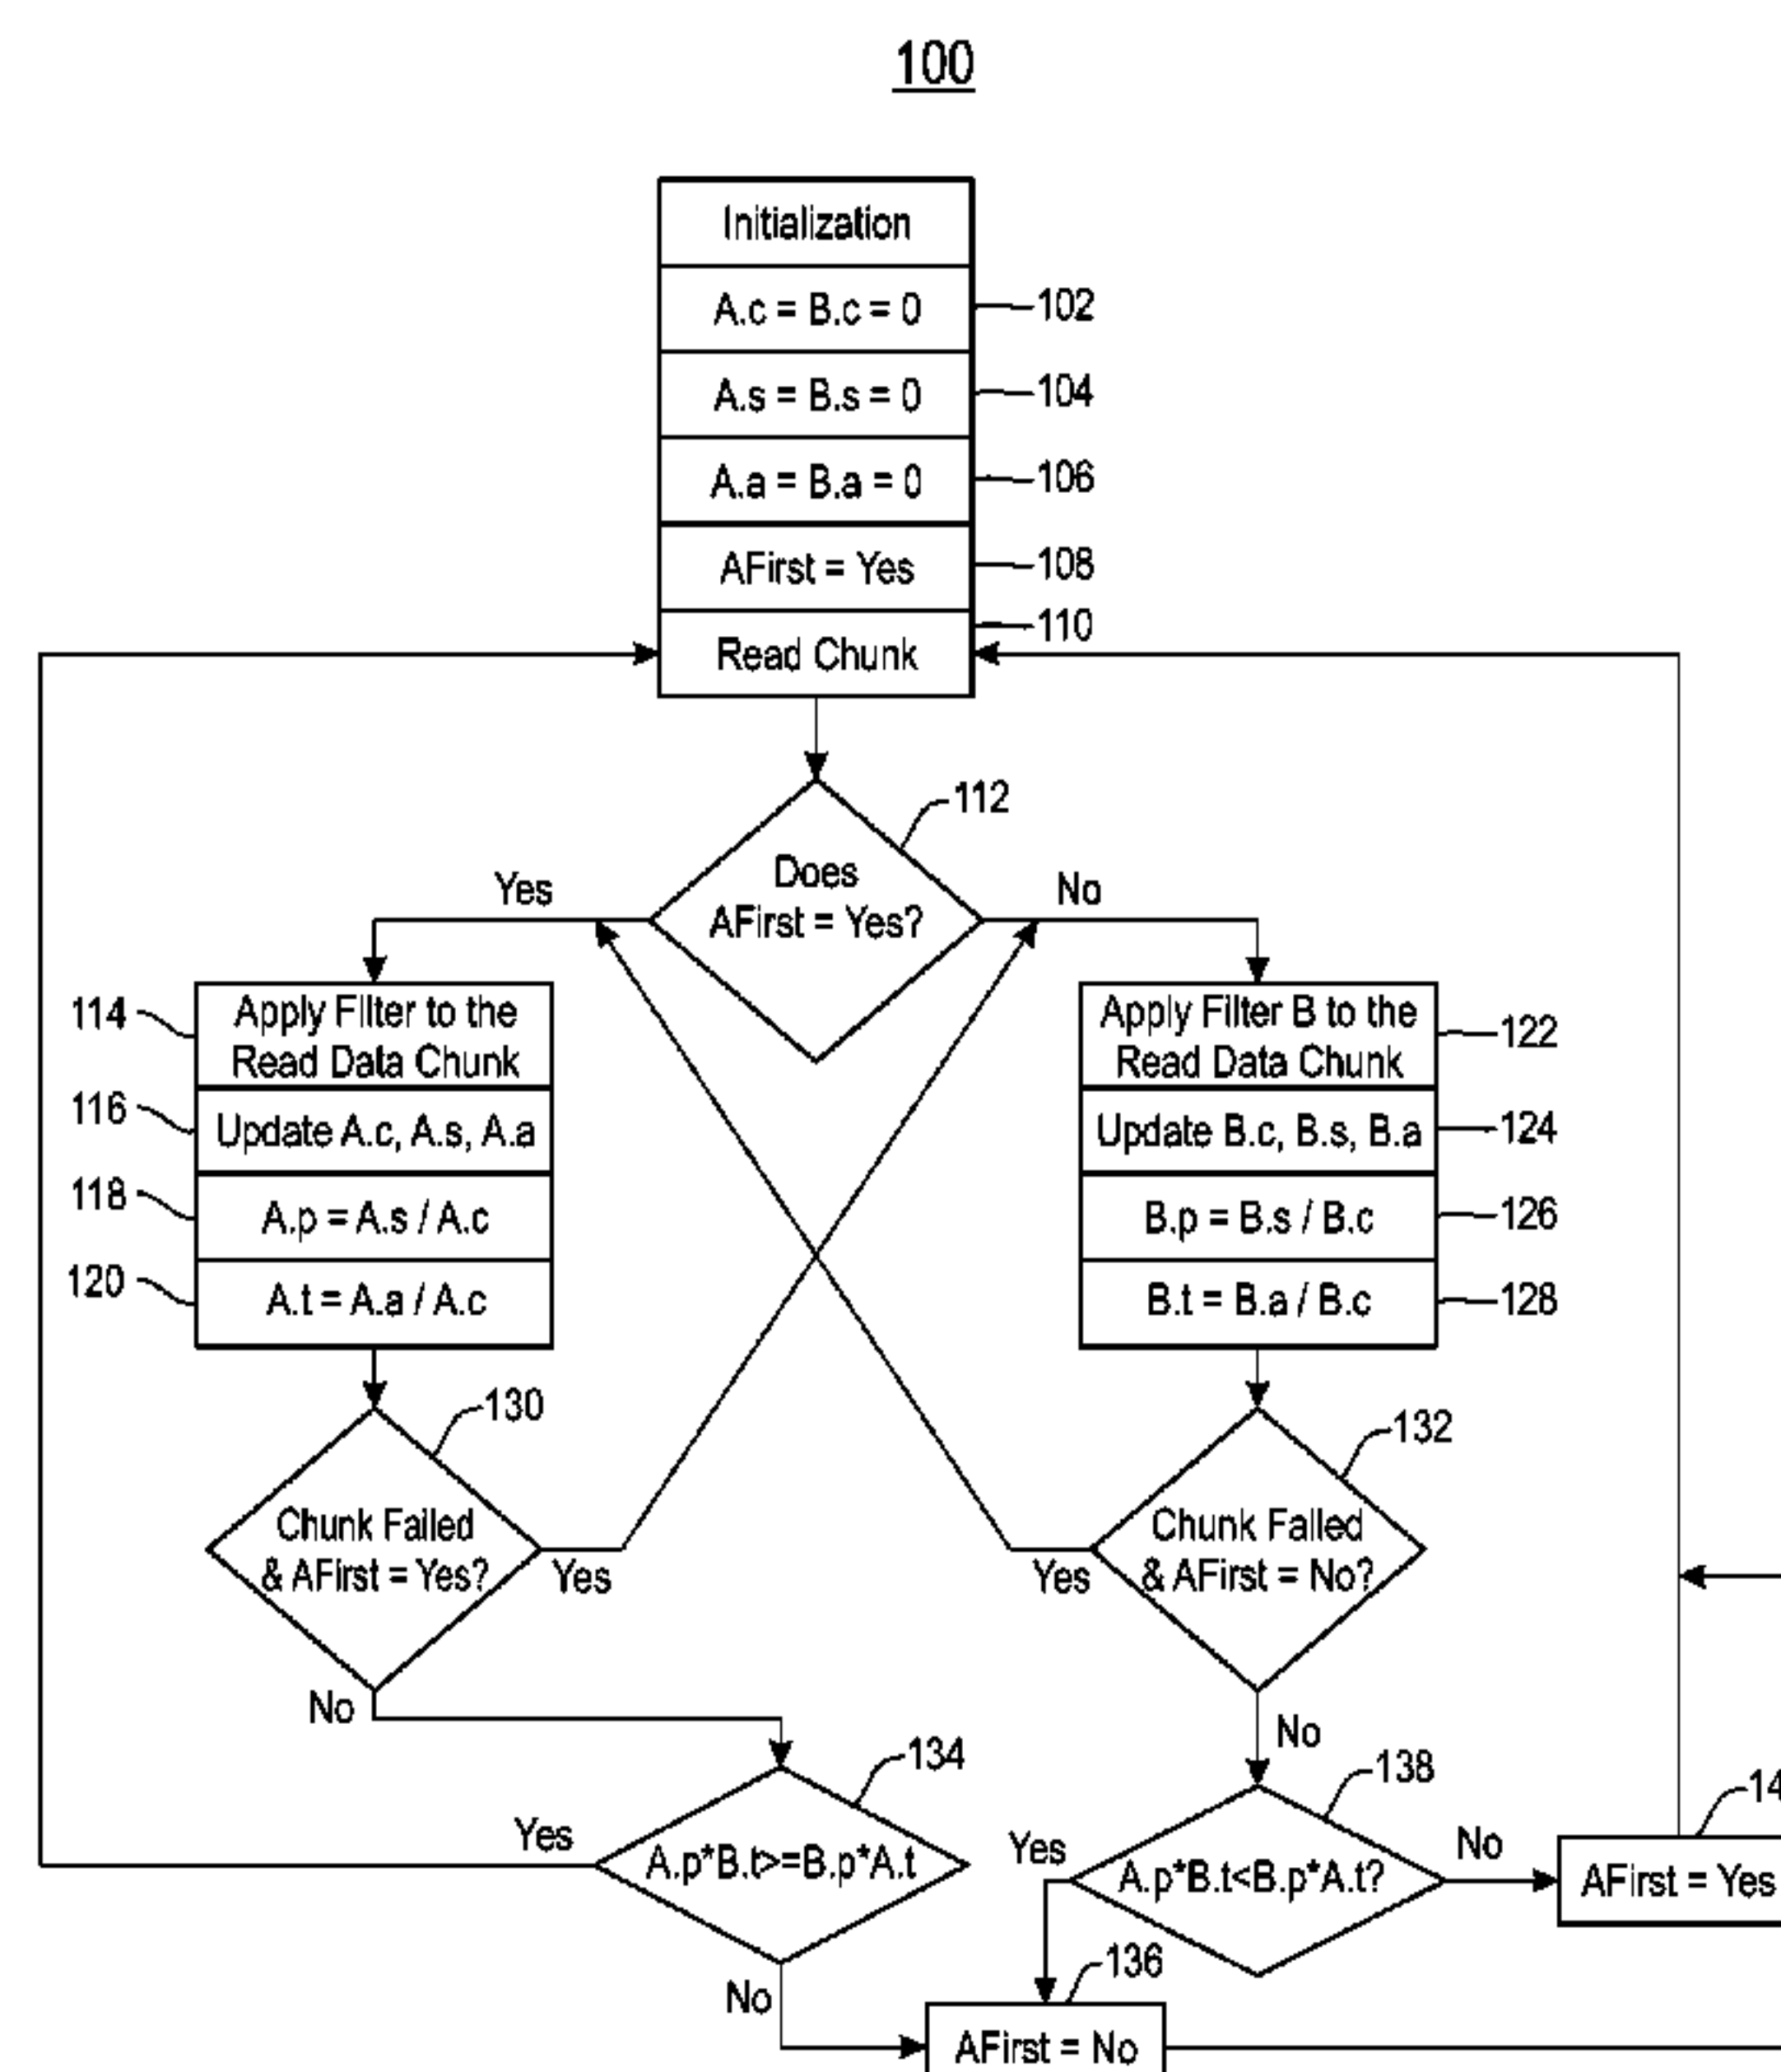 100
Initialization
A.c = B.c = 0
102
A.s = B.s = 0
104
A.a = B.a = 0
106
AFirst = Yes
108
Read Chunk
110
112
Does
AFirst = Yes?
Yes
No
114
Apply Filter to the
Read Data Chunk
116
Update A.c, A.s, A.a
118
A.p = A.s / A.c
120
A.t = A.a / A.c
Apply Filter B to the
Read Data Chunk
122
Update B.c, B.s, B.a
124
B.p = B.s / B.c
126
B.t = B.a / B.c
128
130
Chunk Failed
& AFirst = Yes?
Yes
No
132
Chunk Failed
& AFirst = No?
Yes
No
134
A.p*B.t>=B.p*A.t
Yes
No
138
A.p*B.t<B.p*A.t?
Yes
No
14
AFirst = Yes
136
AFirst = No